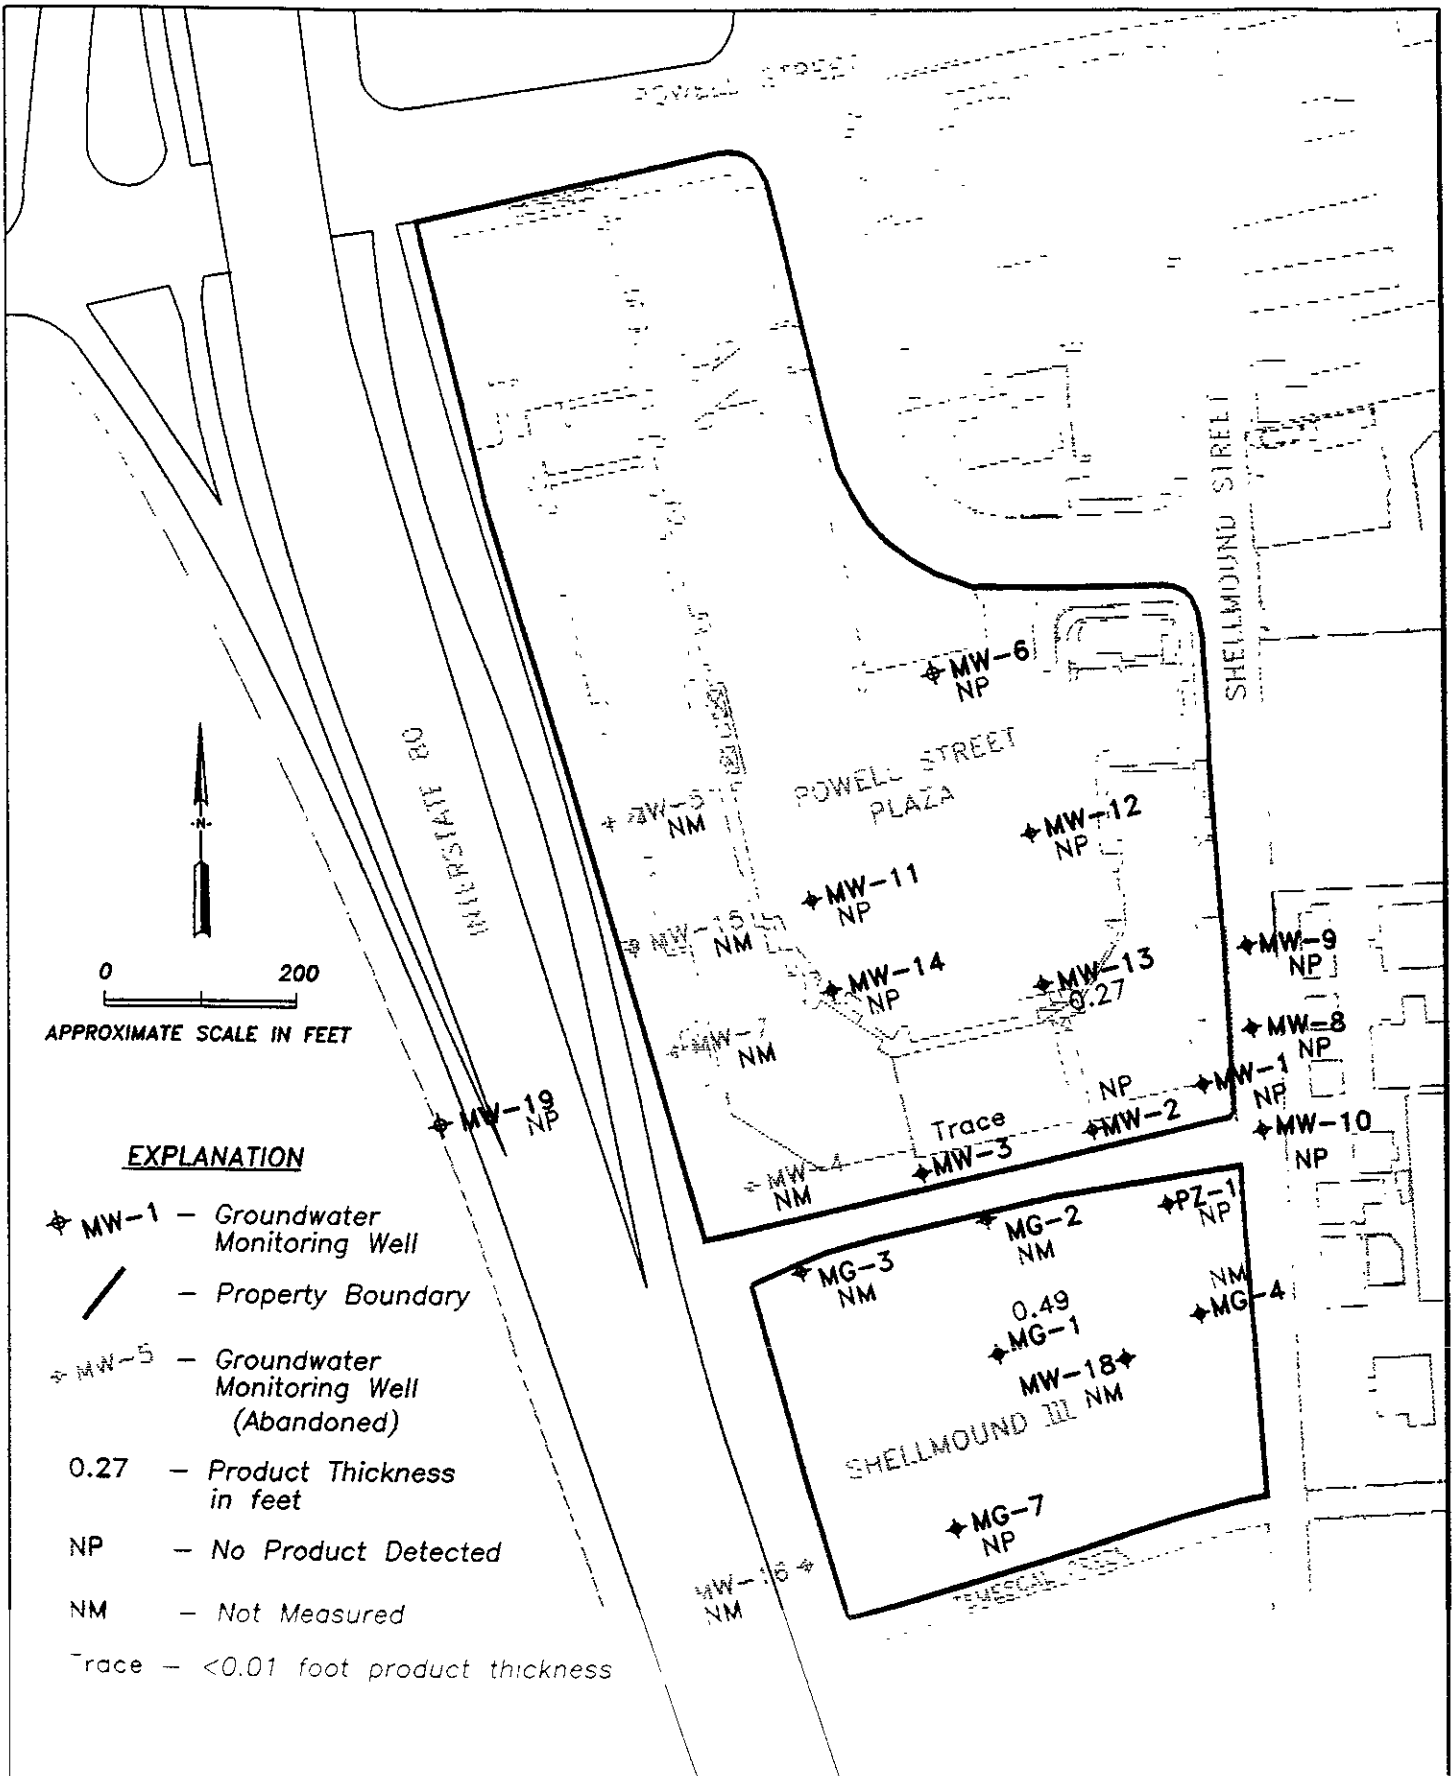 POWELL STREET
SHELLMOUND STREET
INTERSTATE 80
MW-6
NP
POWELL STREET
PLAZA
NM
MW-12
NP
MW-11
NP
MW-15
NM
MW-9
NP
MW-14
NP
MW-13
0.27
MW-8
NP
MW-7
NM
MW-1
NP
NP
MW-2
MW-10
NP
MW-19
NP
Trace
MW-3
MW-4
NM
PZ-1
NP
MG-2
NM
MG-3
NM
NM
MG-4
0.49
MG-1
MW-18
NM
SHELLMOUND III
MG-7
NP
MW-16
NM
TEMESCAL CREEK
-N-
0 200
APPROXIMATE SCALE IN FEET
EXPLANATION
MW-1 - Groundwater
Monitoring Well
- Property Boundary
MW-5 - Groundwater
Monitoring Well
(Abandoned)
0.27 - Product Thickness
in feet
NP - No Product Detected
NM - Not Measured
Trace - <0.01 foot product thickness